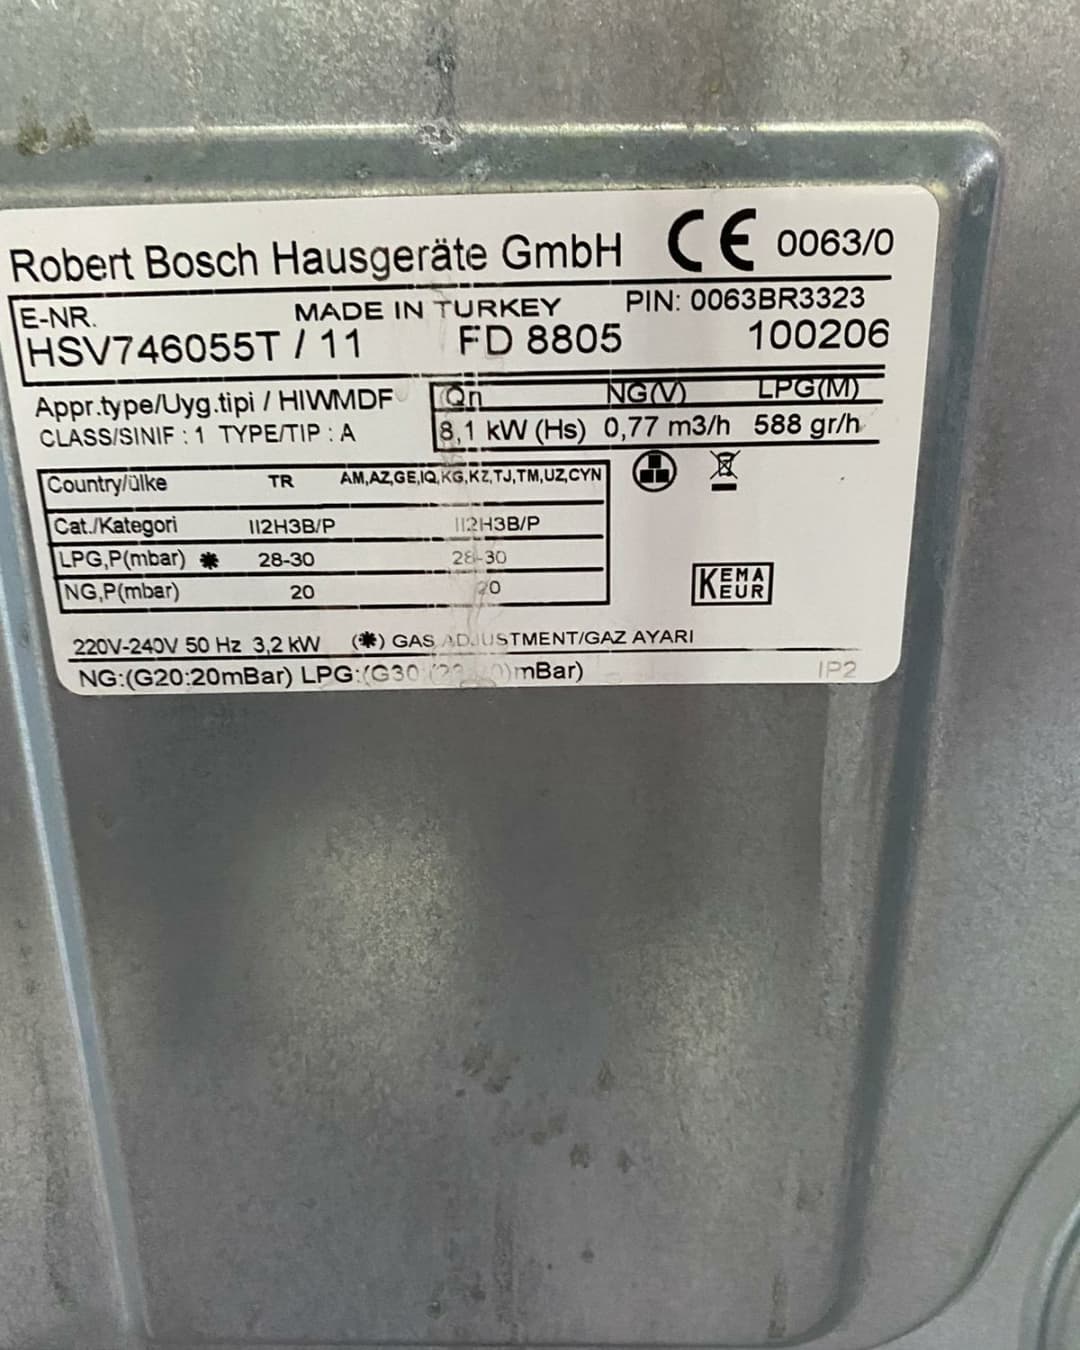 Robert Bosch Hausgeräte GmbH CE 0063/0
E-NR. MADE IN TURKEY PIN: 0063BR3323
HSV746055T / 11 FD 8805 100206
Appr.type/Uyg.tipi / HIWMDF Qn NG(V) LPG(M)
CLASS/SINIF : 1 TYPE/TIP : A 8,1 kW (Hs) 0,77 m3/h 588 gr/h
Country/ülke TR AM,AZ,GE,IQ,KG,KZ,TJ,TM,UZ,CYN
Cat./Kategori II2H3B/P II2H3B/P
LPG,P(mbar) ✱ 28-30 28-30
NG,P(mbar) 20 20
KEMA EUR
220V-240V 50 Hz 3,2 kW (✱) GAS ADJUSTMENT/GAZ AYARI
NG:(G20:20mBar) LPG:(G30: mBar) IP2